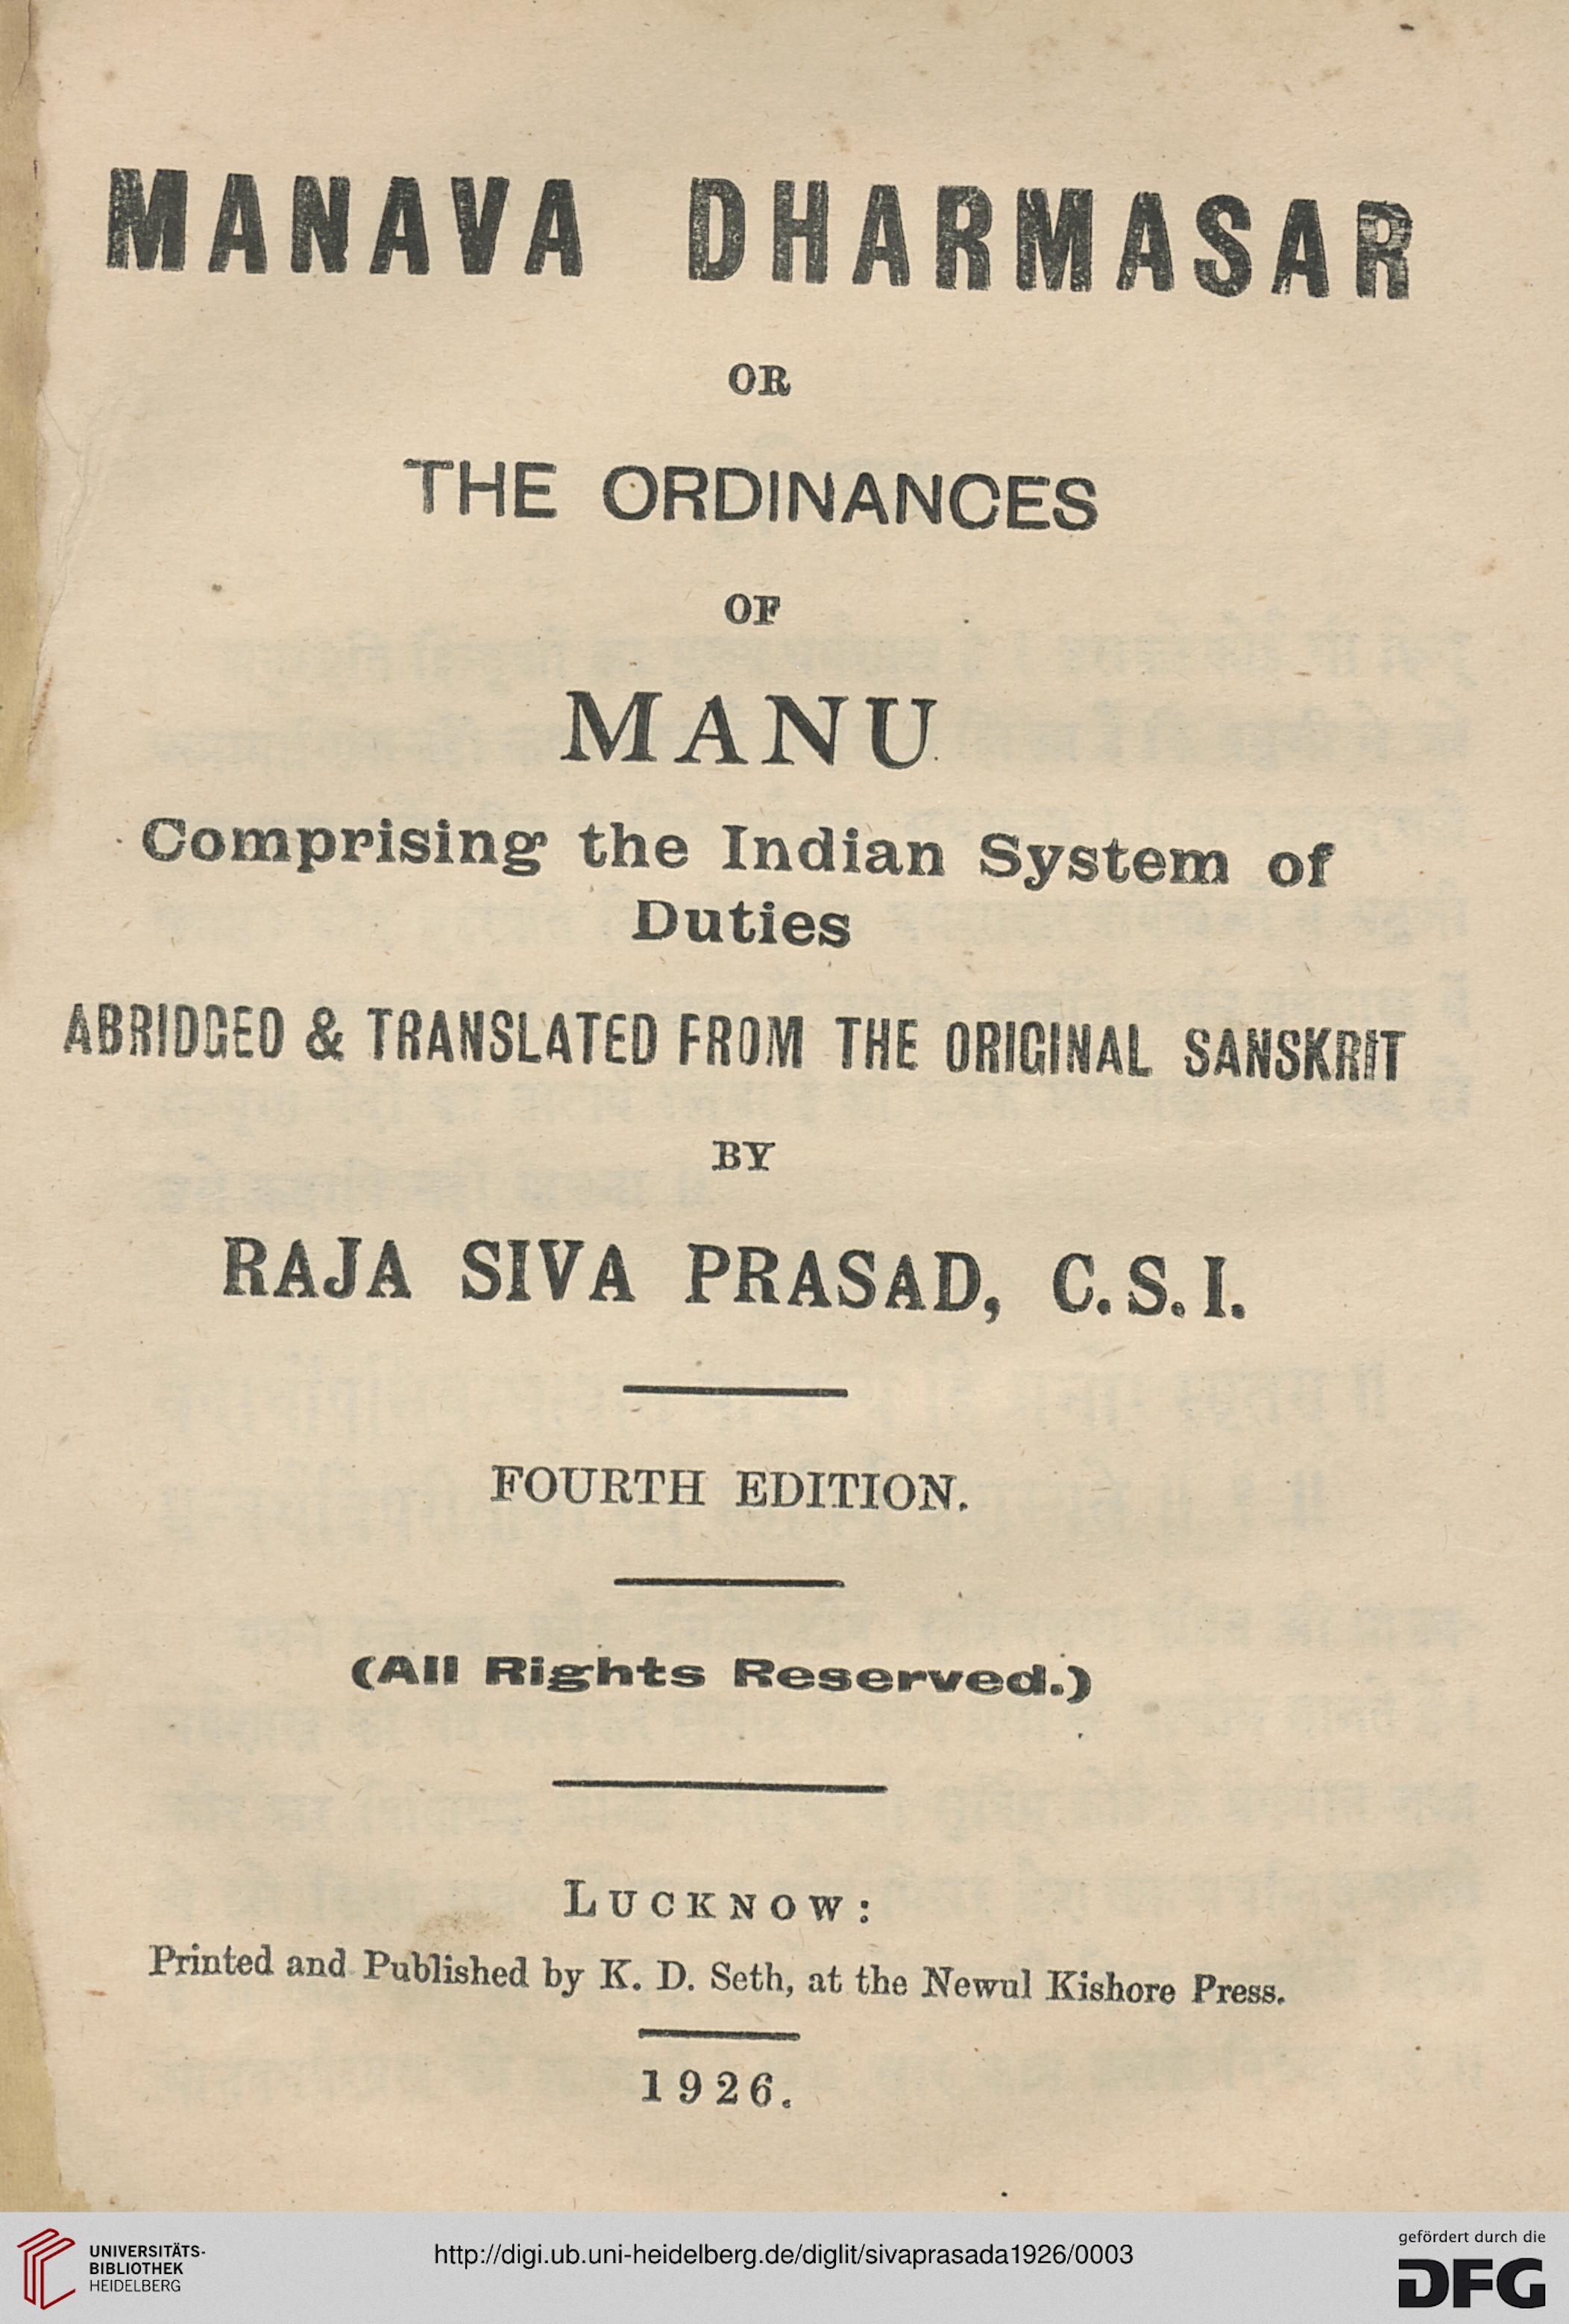 MANAVA DHARMASAR
OR
THE ORDINANCES
OF
MANU
Comprising the Indian System of
Duties
ABRIDGED & TRANSLATED FROM THE ORIGINAL SANSKRIT
BY
RAJA SIVA PRASAD, C. S. I.
FOURTH EDITION.
(All Rights Reserved.)
LUCKNOW:
Printed and Published by K. D. Seth, at the Newul Kishore Press.
1926.
UNIVERSITÄTS-
BIBLIOTHEK
HEIDELBERG
http://digi.ub.uni-heidelberg.de/diglit/sivaprasada1926/0003
gefördert durch die
DFG